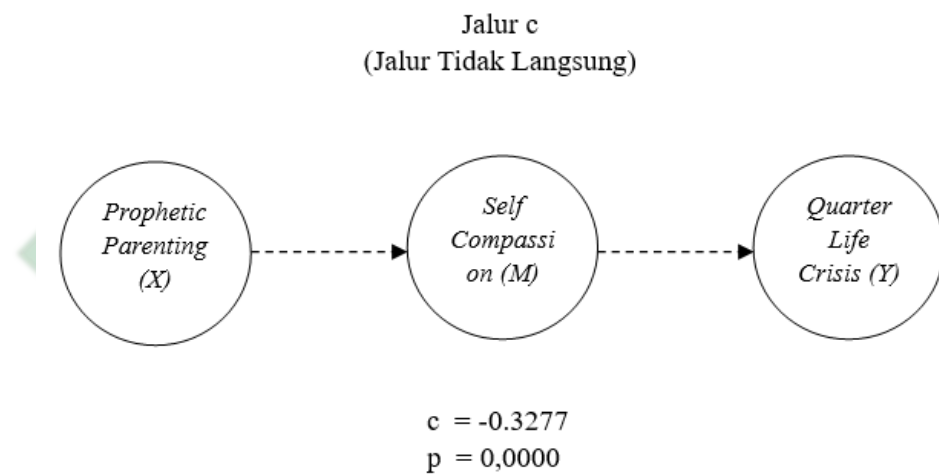 Jalur c
(Jalur Tidak Langsung)
Prophetic
Parenting
(X)
Self
Compassi
on (M)
Quarter
Life
Crisis (Y)
c = -0.3277
p = 0,0000